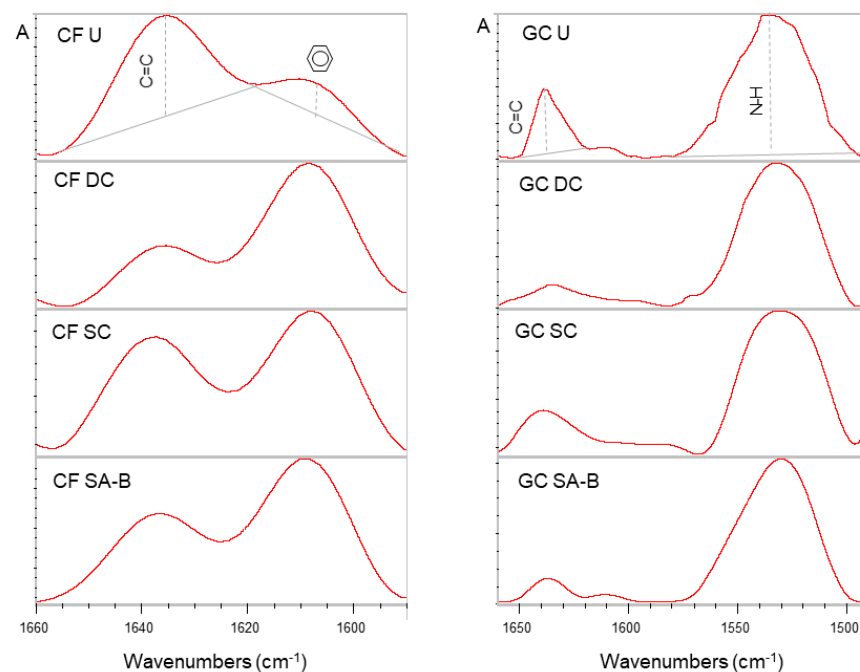 A
CF U
C=C
CF DC
CF SC
CF SA-B
1660
1640
1620
1600
Wavenumbers (cm⁻¹)
A
GC U
C=C
N-H
GC DC
GC SC
GC SA-B
1650
1600
1550
1500
Wavenumbers (cm⁻¹)